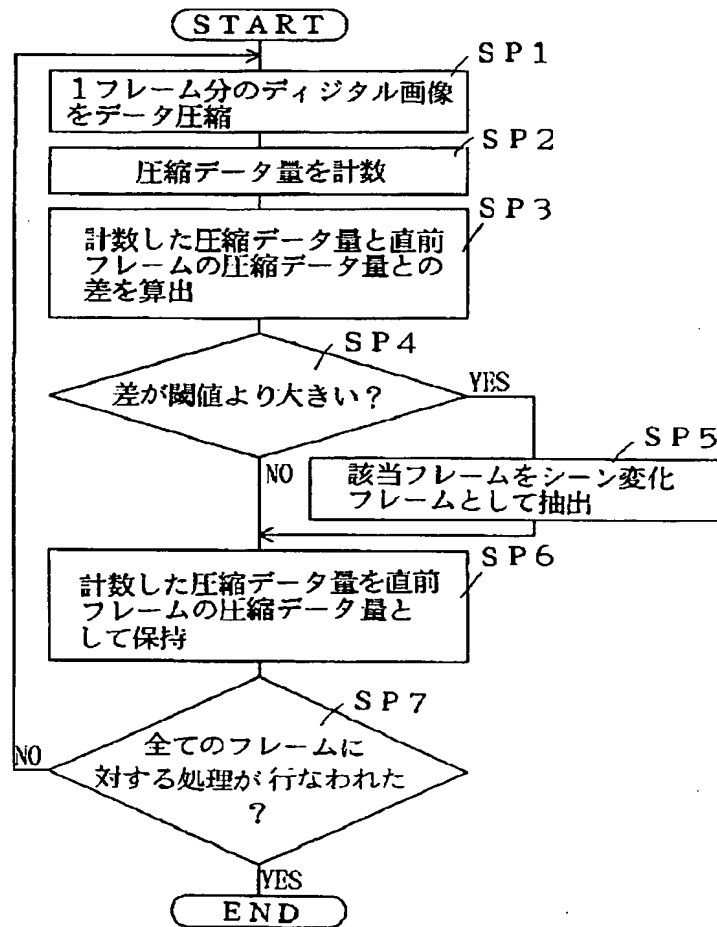 START
SP1
1フレーム分のディジタル画像
をデータ圧縮
SP2
圧縮データ量を計数
SP3
計数した圧縮データ量と直前
フレームの圧縮データ量との
差を算出
SP4
差が閾値より大きい?
YES
NO
SP5
該当フレームをシーン変化
フレームとして抽出
SP6
計数した圧縮データ量を直前
フレームの圧縮データ量と
して保持
SP7
全てのフレームに
対する処理が行なわれた
?
NO
YES
END